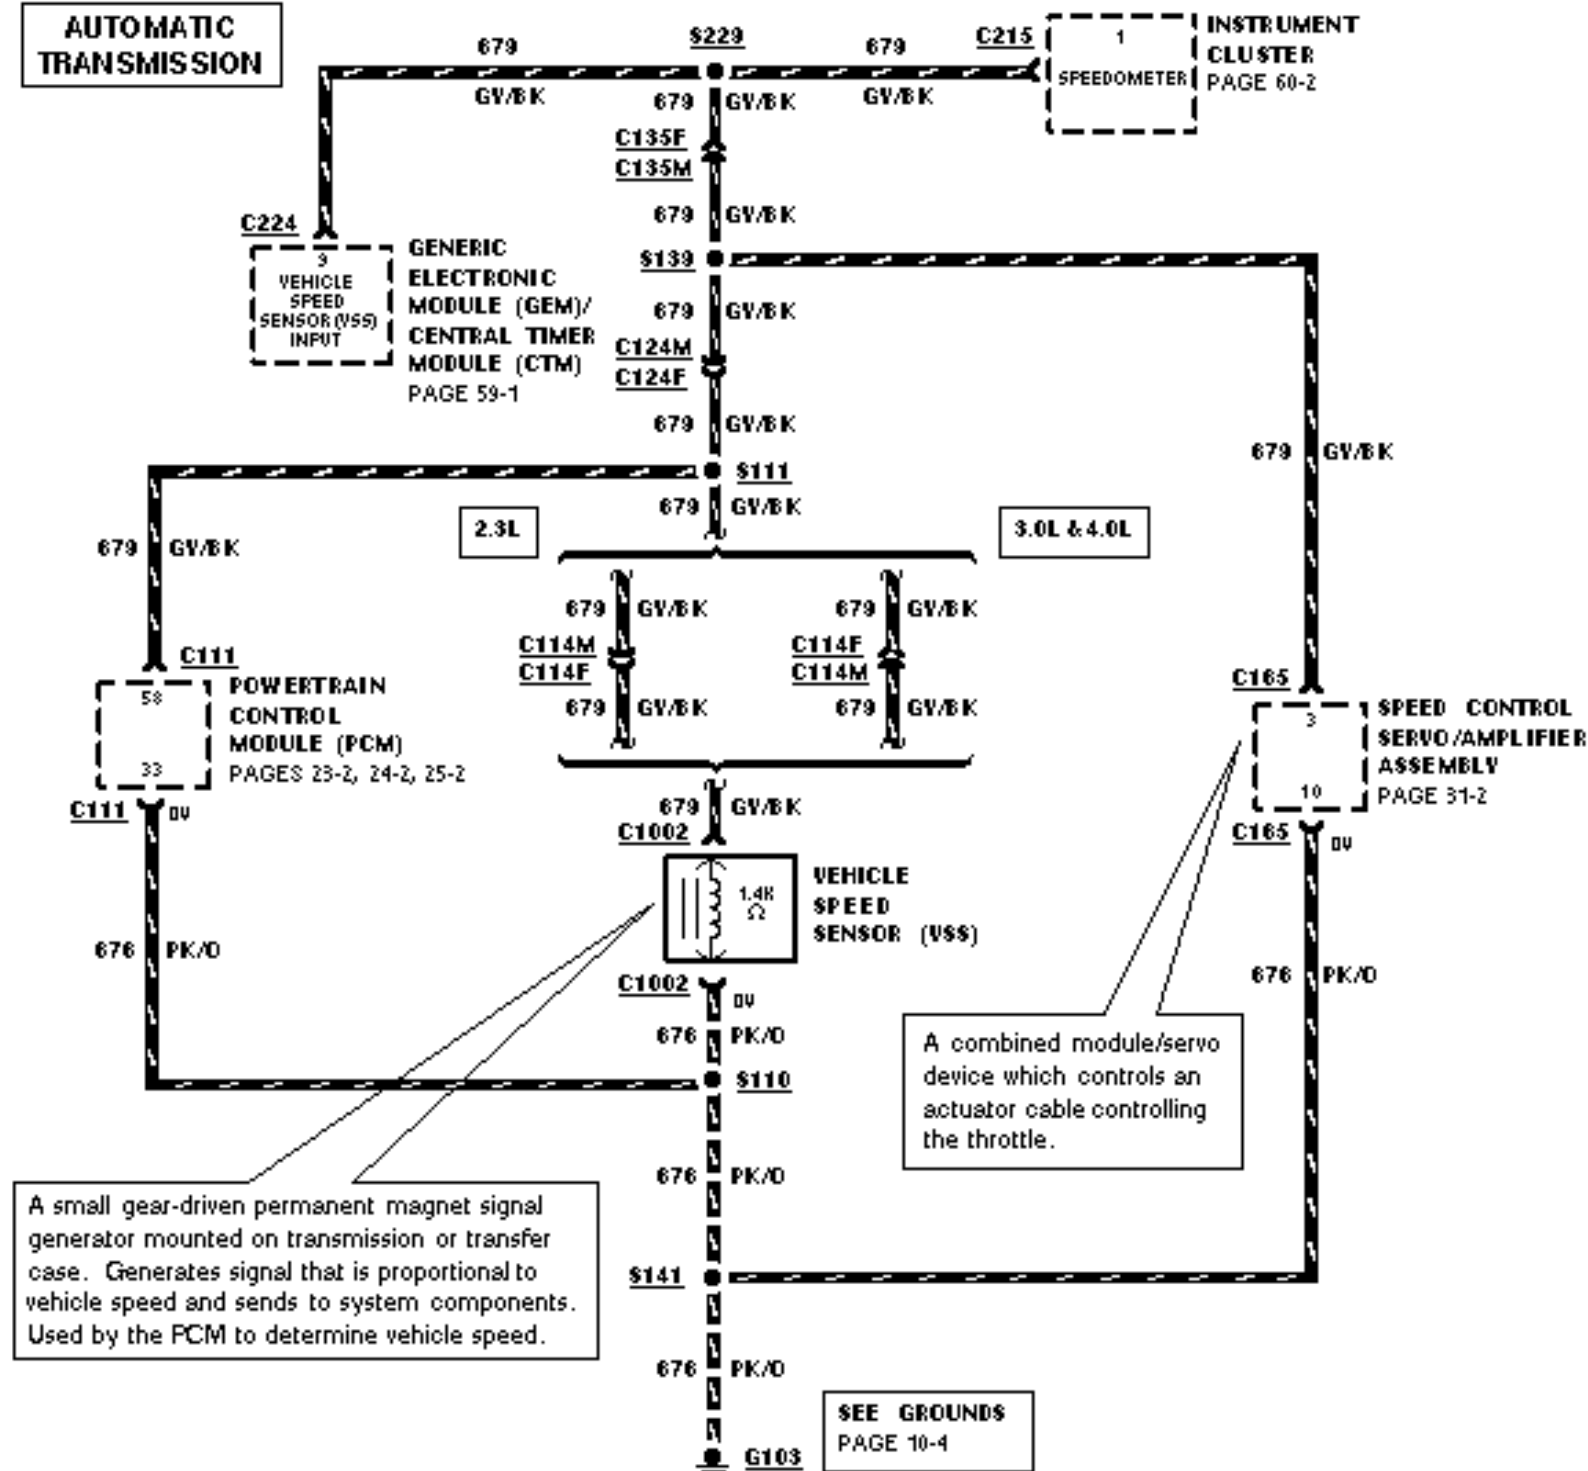 AUTOMATIC
TRANSMISSION
679
GY/BK
S229
679
GY/BK
C215
1
SPEEDOMETER
INSTRUMENT
CLUSTER
PAGE 60-2
679 GY/BK
C135F
C135M
679 GY/BK
C224
9
VEHICLE
SPEED
SENSOR (VSS)
INPUT
GENERIC
ELECTRONIC
MODULE (GEM)/
CENTRAL TIMER
MODULE (CTM)
PAGE 59-1
S139
679 GY/BK
C124M
C124F
679 GY/BK
679 GY/BK
S111
679 GY/BK
2.3L
3.0L & 4.0L
679 GY/BK
679 GY/BK
679 GY/BK
C114M
C114F
C114F
C114M
679 GY/BK
679 GY/BK
C111
58
33
POWERTRAIN
CONTROL
MODULE (PCM)
PAGES 23-2, 24-2, 25-2
C111
0V
C165
3
10
SPEED CONTROL
SERVO/AMPLIFIER
ASSEMBLY
PAGE 31-2
C165
0V
679 GY/BK
C1002
1.4K
Ω
VEHICLE
SPEED
SENSOR (VSS)
C1002
0V
676 PK/O
676 PK/O
676 PK/O
S110
A combined module/servo
device which controls an
actuator cable controlling
the throttle.
676 PK/O
A small gear-driven permanent magnet signal
generator mounted on transmission or transfer
case. Generates signal that is proportional to
vehicle speed and sends to system components.
Used by the PCM to determine vehicle speed.
S141
676 PK/O
SEE GROUNDS
PAGE 10-4
G103